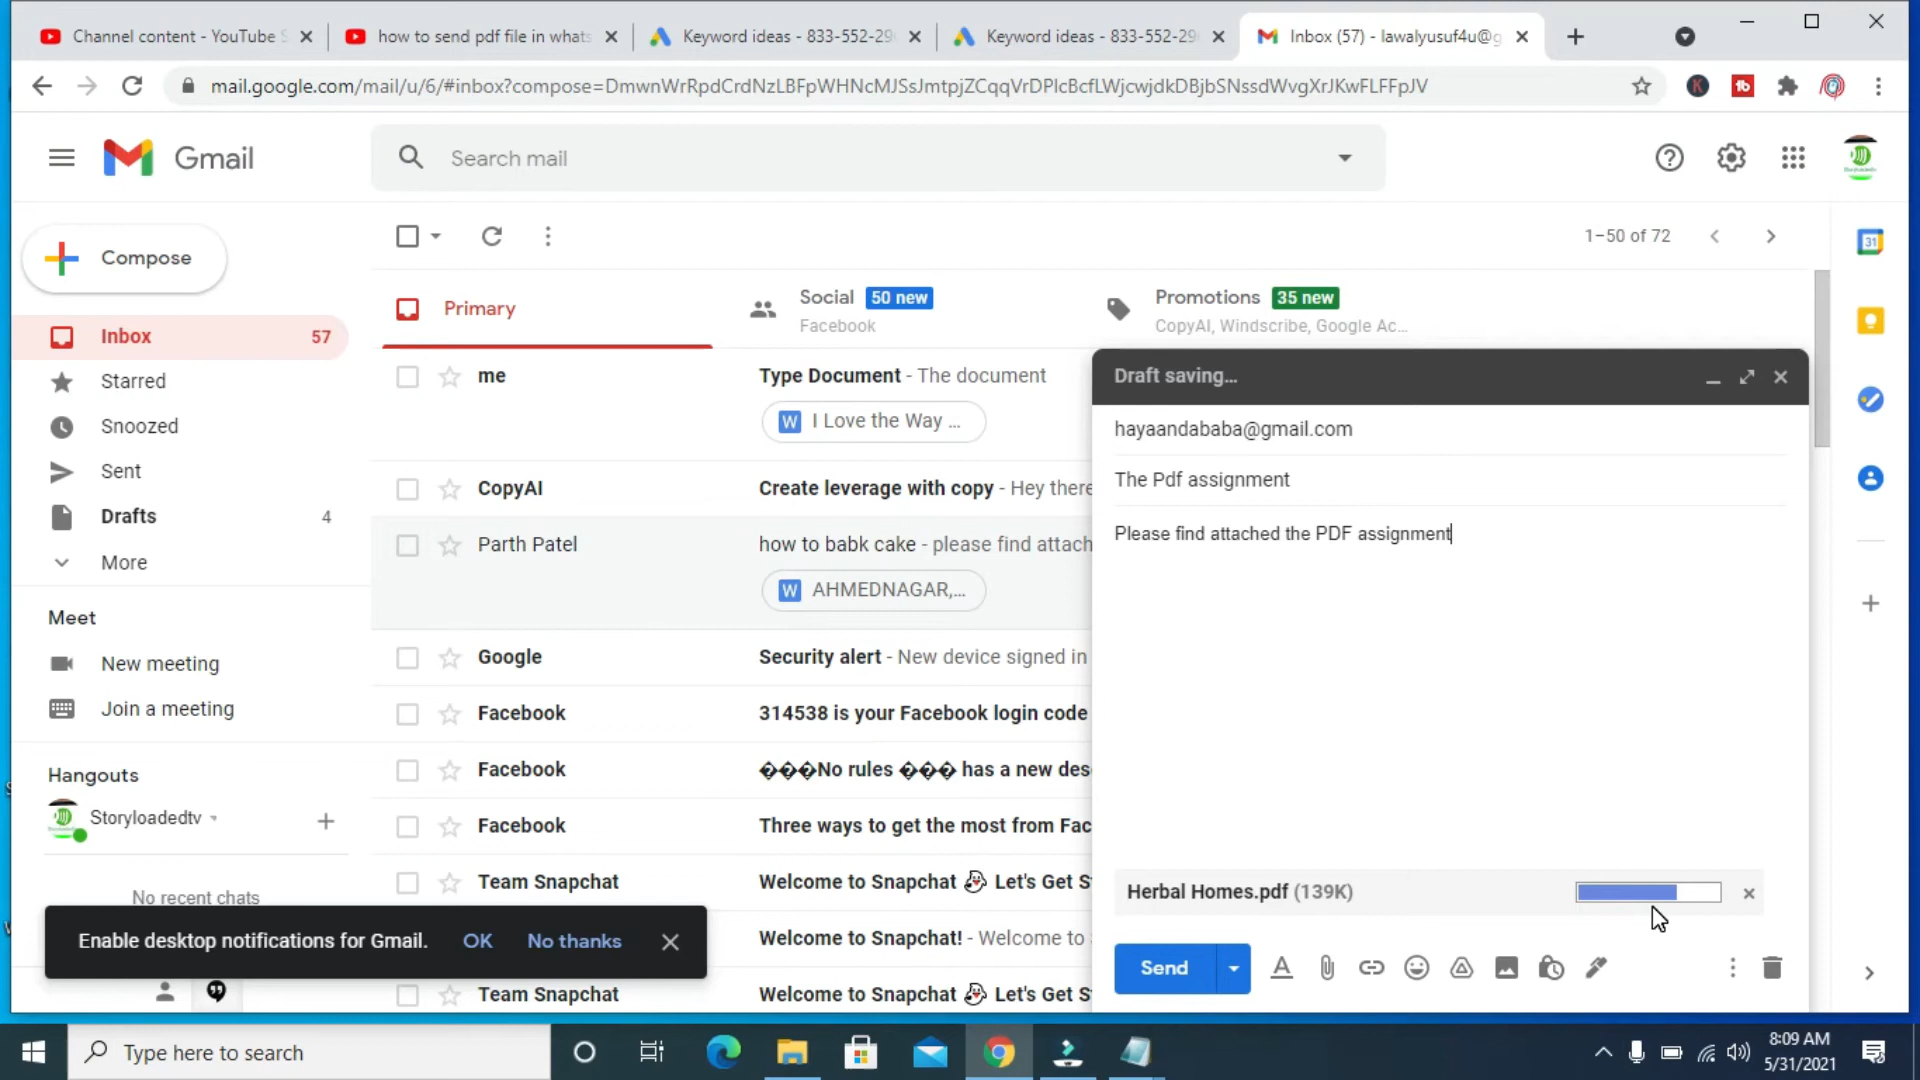 Channel content - YouTube S
how to send pdf file in whats
Keyword ideas - 833-552-29
Keyword ideas - 833-552-29
Inbox (57) - lawalyusuf4u@g
mail.google.com/mail/u/6/#inbox?compose=DmwnWrRpdCrdNzLBFpWHNcMJSsJmtpjZCqqVrDPlcBcfLWjcwjdkDBjbSNssdWvgXrJKwFLFFpJV
K
tb
Gmail
Search mail
Compose
1–50 of 72
31
Primary
Social 50 new
Facebook
Promotions 35 new
CopyAI, Windscribe, Google Ac...
Inbox 57
Starred
Snoozed
Sent
Drafts 4
More
Meet
New meeting
Join a meeting
Hangouts
Storyloadedtv
No recent chats
me Type Document - The document
W I Love the Way ...
CopyAI Create leverage with copy - Hey there
Parth Patel how to babk cake - please find attach
W AHMEDNAGAR,...
Google Security alert - New device signed in
Facebook 314538 is your Facebook login code
Facebook ���No rules ��� has a new des
Facebook Three ways to get the most from Fac
Team Snapchat Welcome to Snapchat 👻 Let's Get S
Welcome to Snapchat! - Welcome to
Team Snapchat Welcome to Snapchat 👻 Let's Get S
Draft saving...
hayaandababa@gmail.com
The Pdf assignment
Please find attached the PDF assignment
Herbal Homes.pdf (139K)
Send
Enable desktop notifications for Gmail. OK No thanks
Type here to search
8:09 AM
5/31/2021